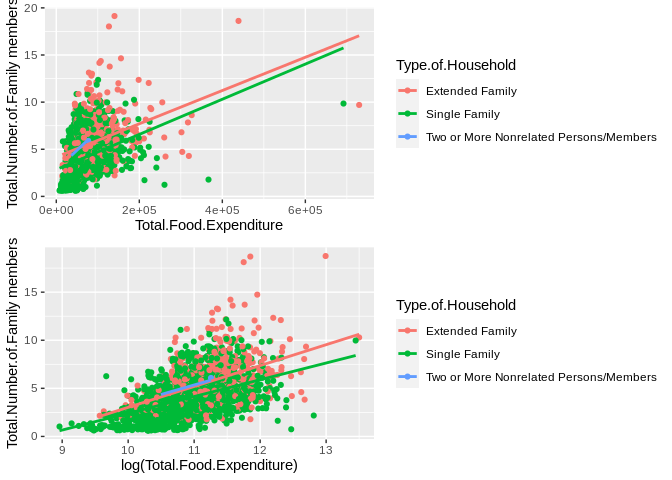 20
15
10
5
0
Total.Number.of.Family members
0e+00
2e+05
4e+05
6e+05
Total.Food.Expenditure
Type.of.Household
Extended Family
Single Family
Two or More Nonrelated Persons/Members
15
10
5
0
Total.Number.of.Family members
9
10
11
12
13
log(Total.Food.Expenditure)
Type.of.Household
Extended Family
Single Family
Two or More Nonrelated Persons/Members